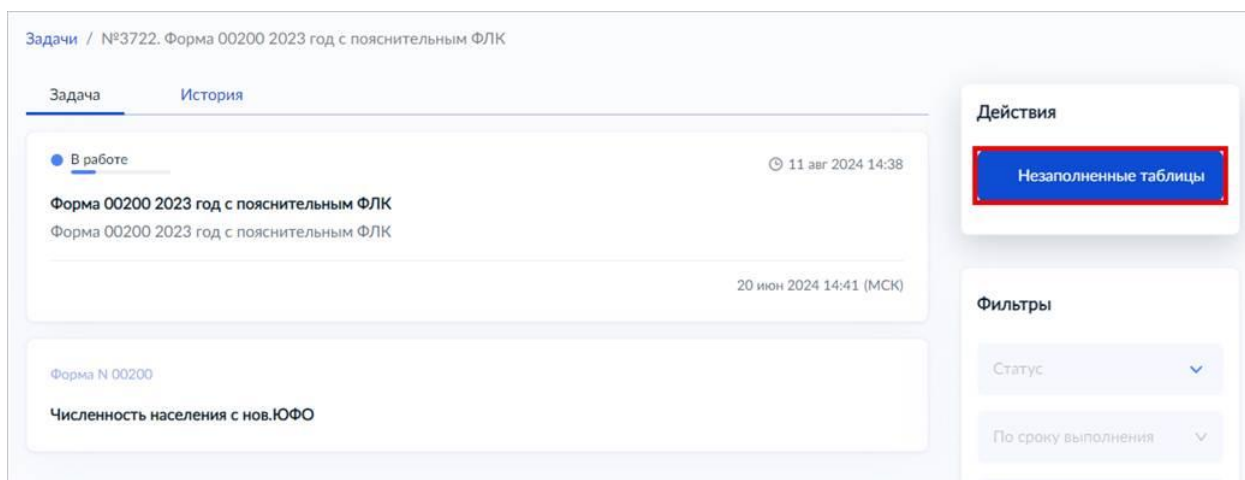 Задачи / №3722. Форма 00200 2023 год с пояснительным ФЛК
Задача История
В работе
11 авг 2024 14:38
Форма 00200 2023 год с пояснительным ФЛК
Форма 00200 2023 год с пояснительным ФЛК
20 июн 2024 14:41 (МСК)
Форма N 00200
Численность населения с нов.ЮФО
Действия
Незаполненные таблицы
Фильтры
Статус
По сроку выполнения